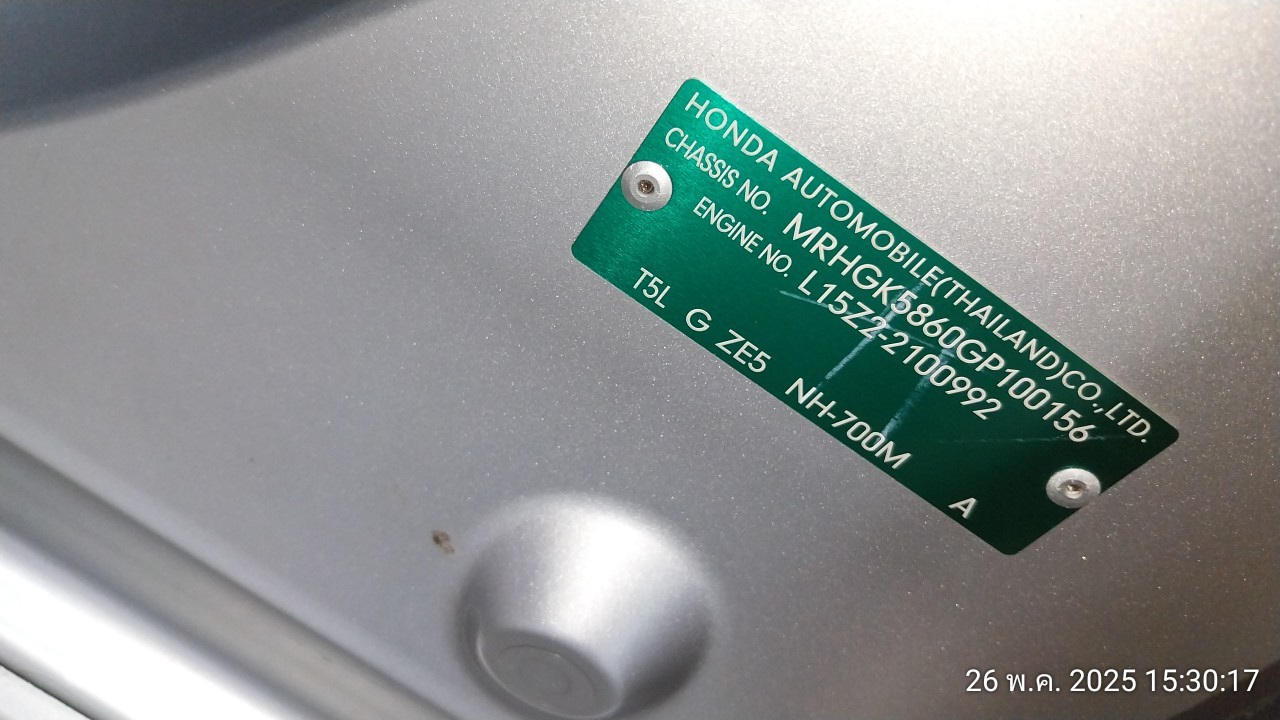 HONDA AUTOMOBILE(THAILAND)CO.,LTD.
CHASSIS NO. MRHGK5860GP100156
ENGINE NO. L15Z2-2100992
T5L G ZE5 NH-700M A
26 พ.ค. 2025 15:30:17